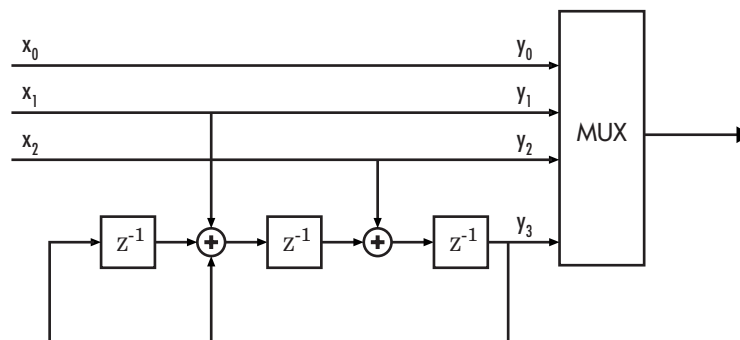 x₀ y₀
x₁ y₁
MUX
x₂ y₂
z⁻¹ + z⁻¹ + z⁻¹ y₃